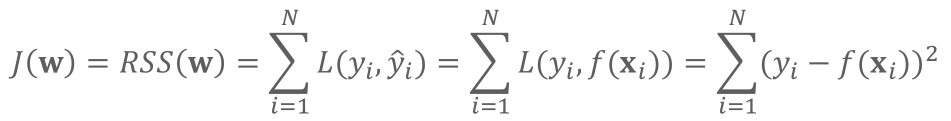 J(𝐰) = RSS(𝐰) = ∑_{i=1}^{N} L(y_i, ŷ_i) = ∑_{i=1}^{N} L(y_i, f(𝐱_i)) = ∑_{i=1}^{N} (y_i − f(𝐱_i))^2